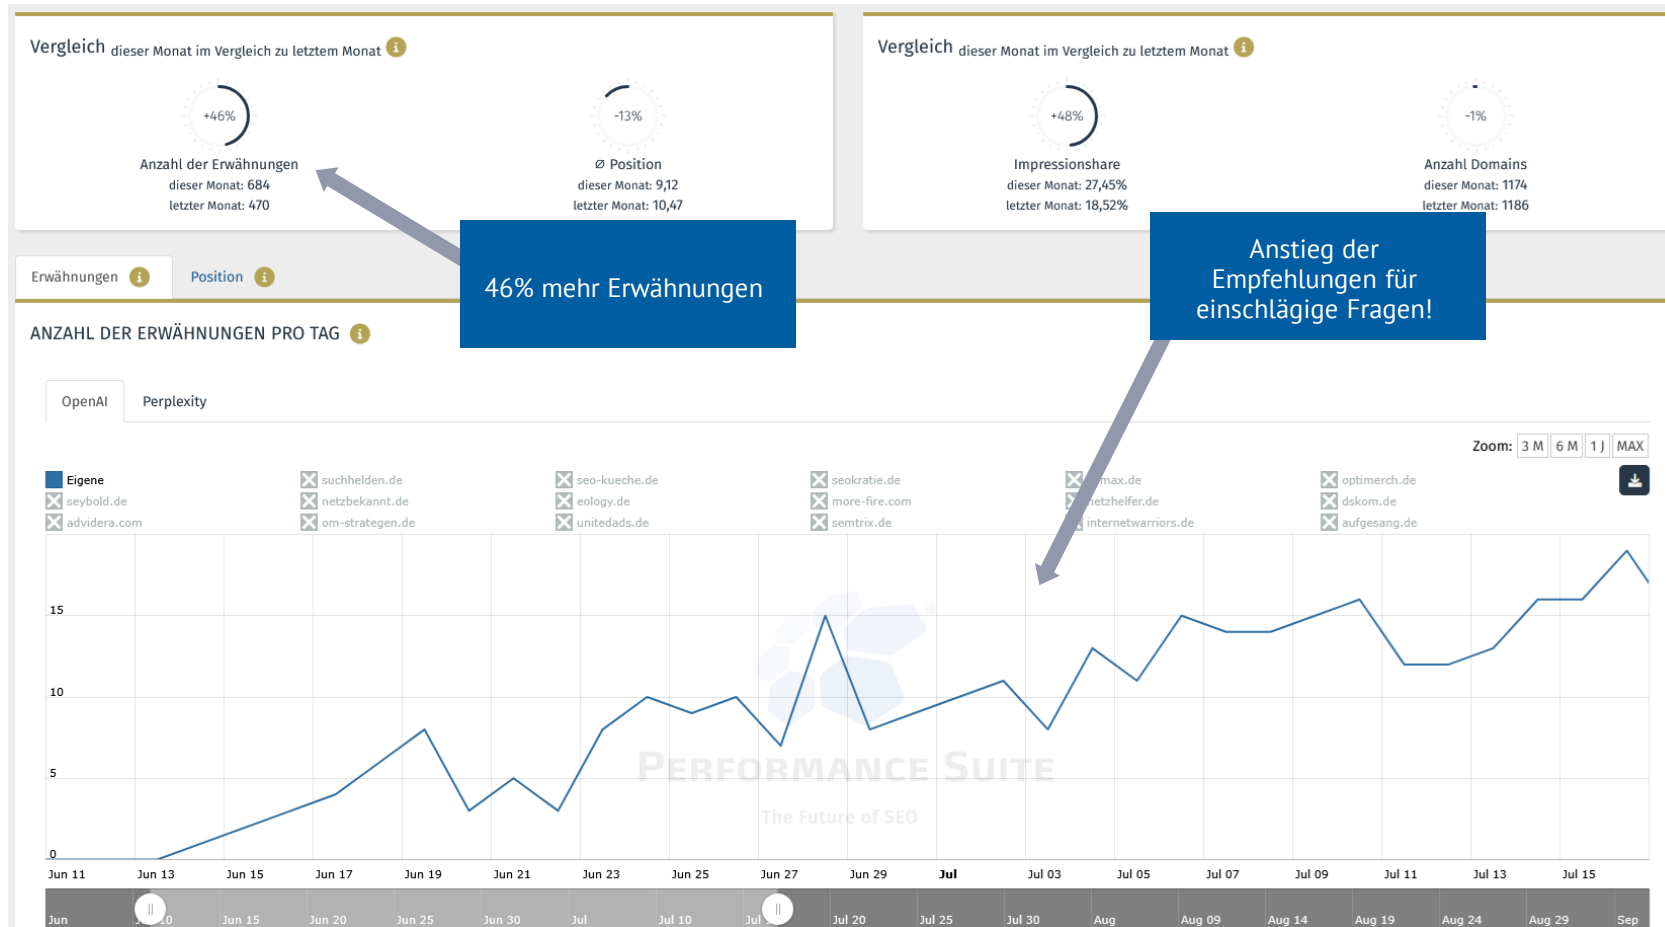 Vergleich dieser Monat im Vergleich zu letztem Monat
+46%
Anzahl der Erwähnungen
dieser Monat: 684
letzter Monat: 470
-13%
Ø Position
dieser Monat: 9,12
letzter Monat: 10,47
Vergleich dieser Monat im Vergleich zu letztem Monat
+48%
Impressionshare
dieser Monat: 27,45%
letzter Monat: 18,52%
-1%
Anzahl Domains
dieser Monat: 1174
letzter Monat: 1186
46% mehr Erwähnungen
Anstieg der
Empfehlungen für
einschlägige Fragen!
Erwähnungen Position
ANZAHL DER ERWÄHNUNGEN PRO TAG
OpenAI Perplexity
Zoom: 3 M 6 M 1 J MAX
Eigene suchhelden.de seo-kueche.de seokratie.de max.de optimerch.de
seybold.de netzbekannt.de eology.de more-fire.com netzhelfer.de dskom.de
advidera.com om-strategen.de unitedads.de semtrix.de internetwarriors.de aufgesang.de
15
10
5
0
PERFORMANCE SUITE
The Future of SEO
Jun 11 Jun 13 Jun 15 Jun 17 Jun 19 Jun 21 Jun 23 Jun 25 Jun 27 Jun 29 Jul Jul 03 Jul 05 Jul 07 Jul 09 Jul 11 Jul 13 Jul 15
Jun Jun 15 Jun 20 Jun 25 Jun 30 Jul Jul 10 Jul 20 Jul 25 Jul 30 Aug Aug 09 Aug 14 Aug 19 Aug 24 Aug 29 Sep